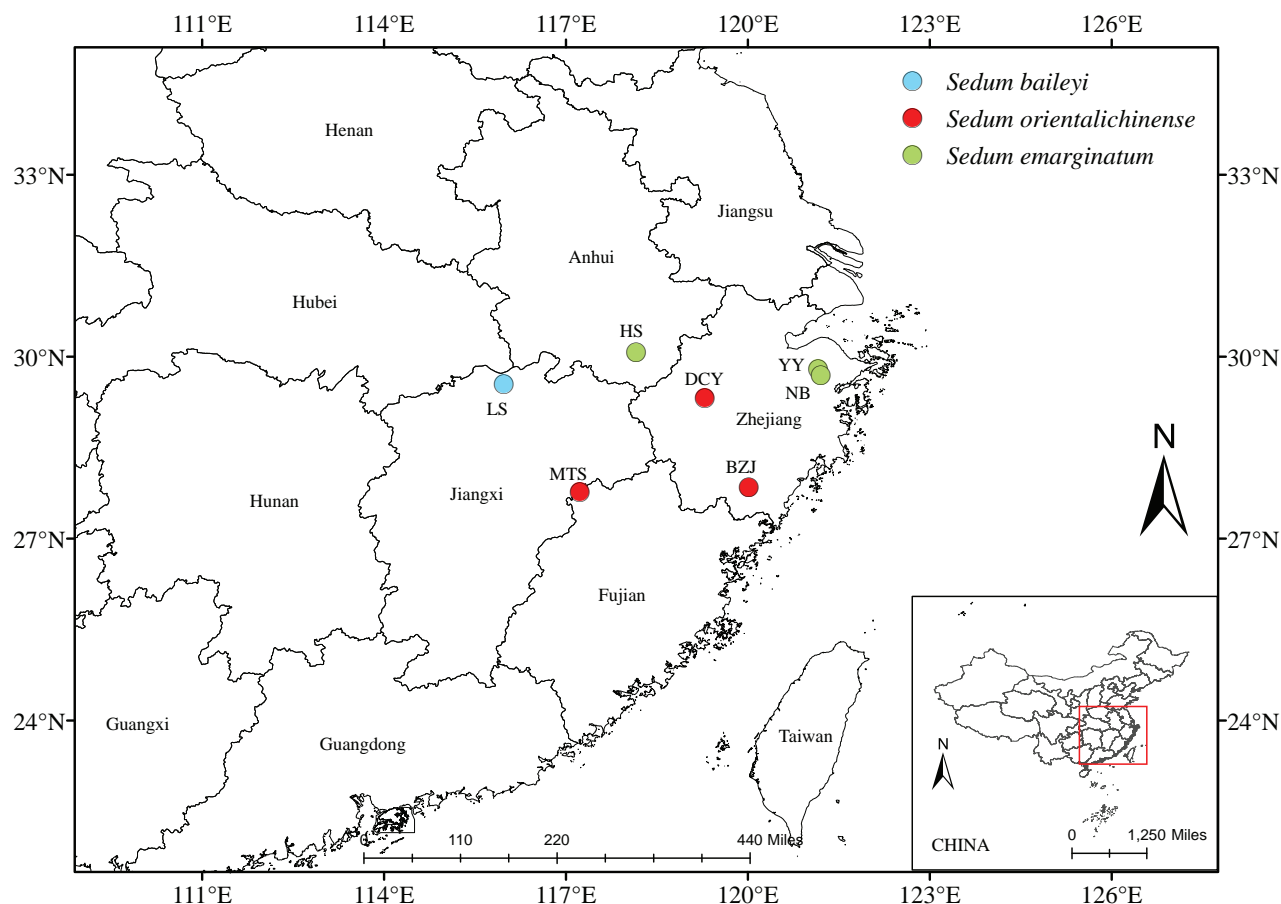 111°E 114°E 117°E 120°E 123°E 126°E
Sedum baileyi
Sedum orientalichinense
Sedum emarginatum
Henan
33°N 33°N
Jiangsu
Anhui
Hubei
HS
30°N YY 30°N
DCY
NB
LS
Zhejiang
N
BZJ
MTS
Jiangxi
Hunan
27°N 27°N
Fujian
Guangxi
24°N 24°N
Taiwan
Guangdong
N
0 110 220 440 Miles
0 1,250 Miles
CHINA
111°E 114°E 117°E 120°E 123°E 126°E